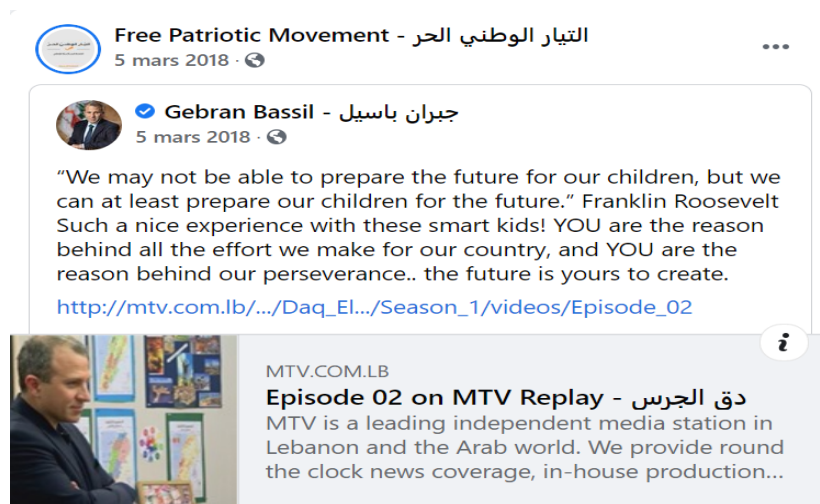 Free Patriotic Movement - التيار الوطني الحر
5 mars 2018 ·
Gebran Bassil - جبران باسيل
5 mars 2018 ·
“We may not be able to prepare the future for our children, but we
can at least prepare our children for the future.” Franklin Roosevelt
Such a nice experience with these smart kids! YOU are the reason
behind all the effort we make for our country, and YOU are the
reason behind our perseverance.. the future is yours to create.
http://mtv.com.lb/.../Daq_El.../Season_1/videos/Episode_02
MTV.COM.LB
Episode 02 on MTV Replay - دق الجرس
MTV is a leading independent media station in
Lebanon and the Arab world. We provide round
the clock news coverage, in-house production...